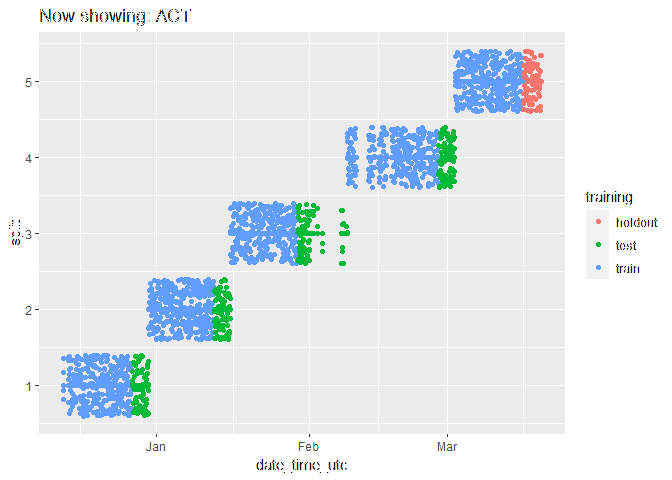 Now showing: ACT
5
4
3
2
1
split
Jan
Feb
Mar
date_time_utc
training
holdout
test
train